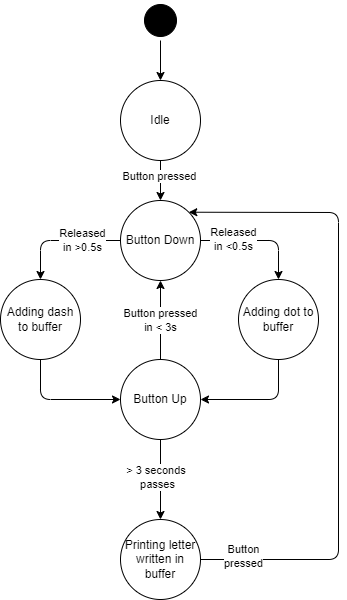 Idle
Button pressed
Button Down
Released
in >0.5s
Released
in <0.5s
Adding dash
to buffer
Button pressed
in < 3s
Adding dot to
buffer
Button Up
> 3 seconds
passes
Printing letter
written in
buffer
Button
pressed